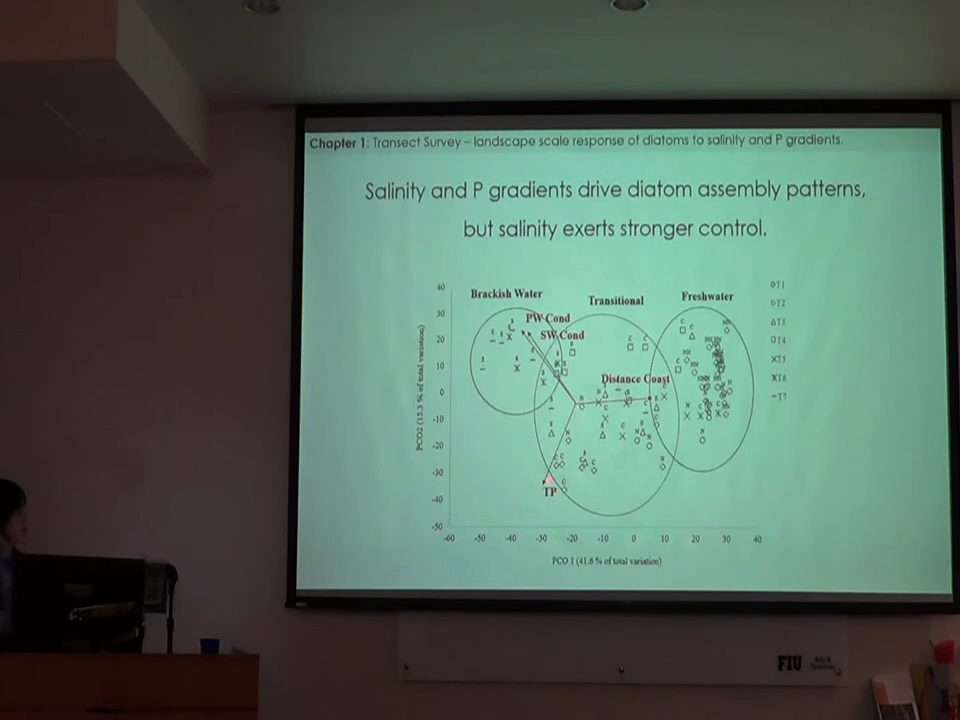 Chapter 1: Transect Survey – landscape scale response of diatoms to salinity and P gradients.
Salinity and P gradients drive diatom assembly patterns,
but salinity exerts stronger control.
Brackish Water
Transitional
Freshwater
PW Cond
SW Cond
Distance Coast
TP
PCO2 (15.3 % of total variation)
40
30
20
10
0
-10
-20
-30
-40
-50
-60 -50 -40 -30 -20 -10 0 10 20 30 40
PCO 1 (41.6 % of total variation)
T1
T2
T3
T4
T5
T6
T7
FIU